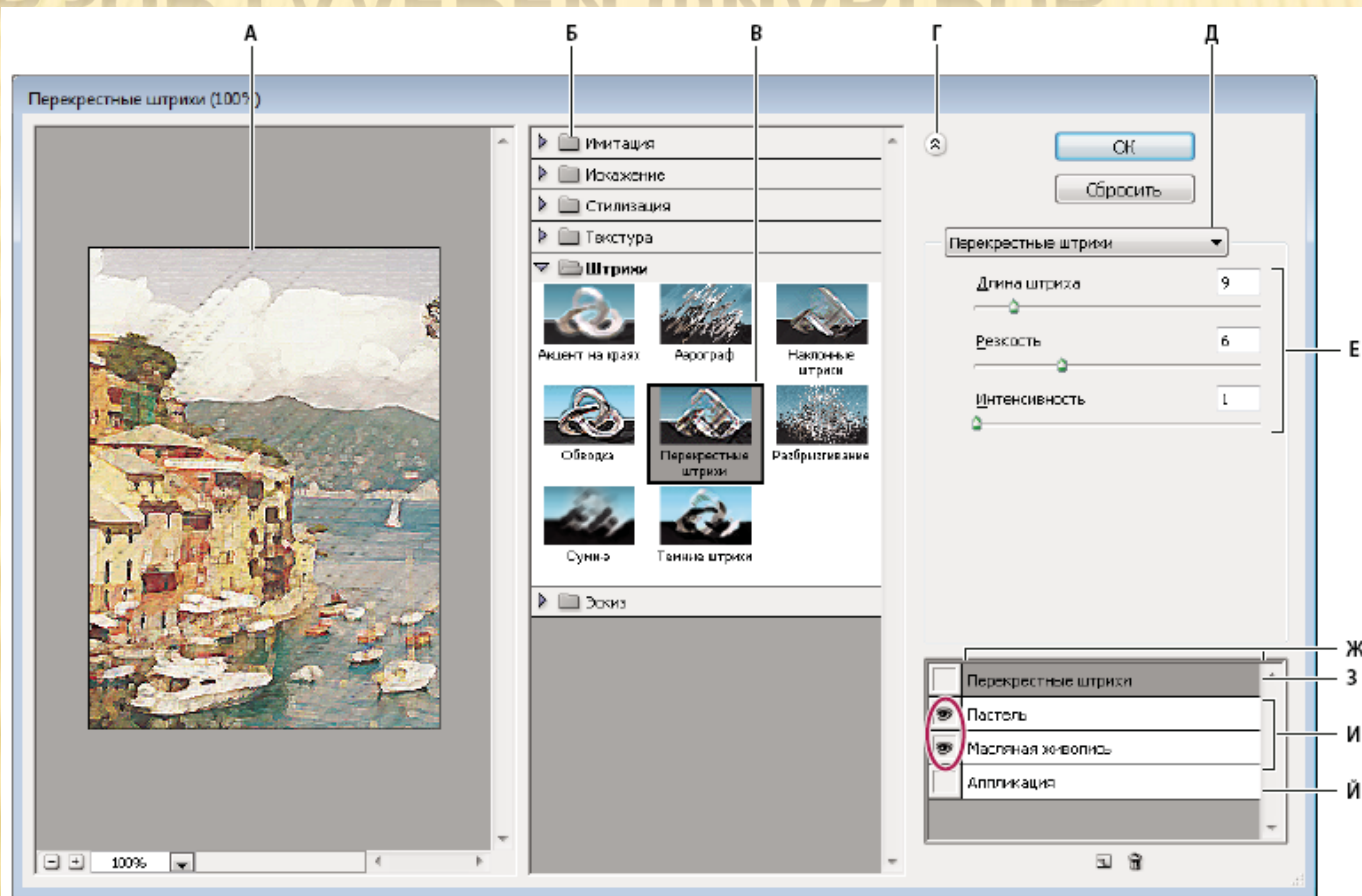 А Б В Г Д
Перекрестные штрихи (100%)
Имитация
Искажение
Стилизация
Текстура
Штрихи
Акцент на краях
Аэрограф
Наклонные
штрихи
Обводка
Перекрестные
штрихи
Разбрызгивание
Суми-э
Темные штрихи
Эскиз
100%
OK
Сбросить
Перекрестные штрихи
Длина штриха 9
Резкость 6
Интенсивность 1
Е
Ж
Перекрестные штрихи З
Пастель
И
Масляная живопись
Аппликация Й